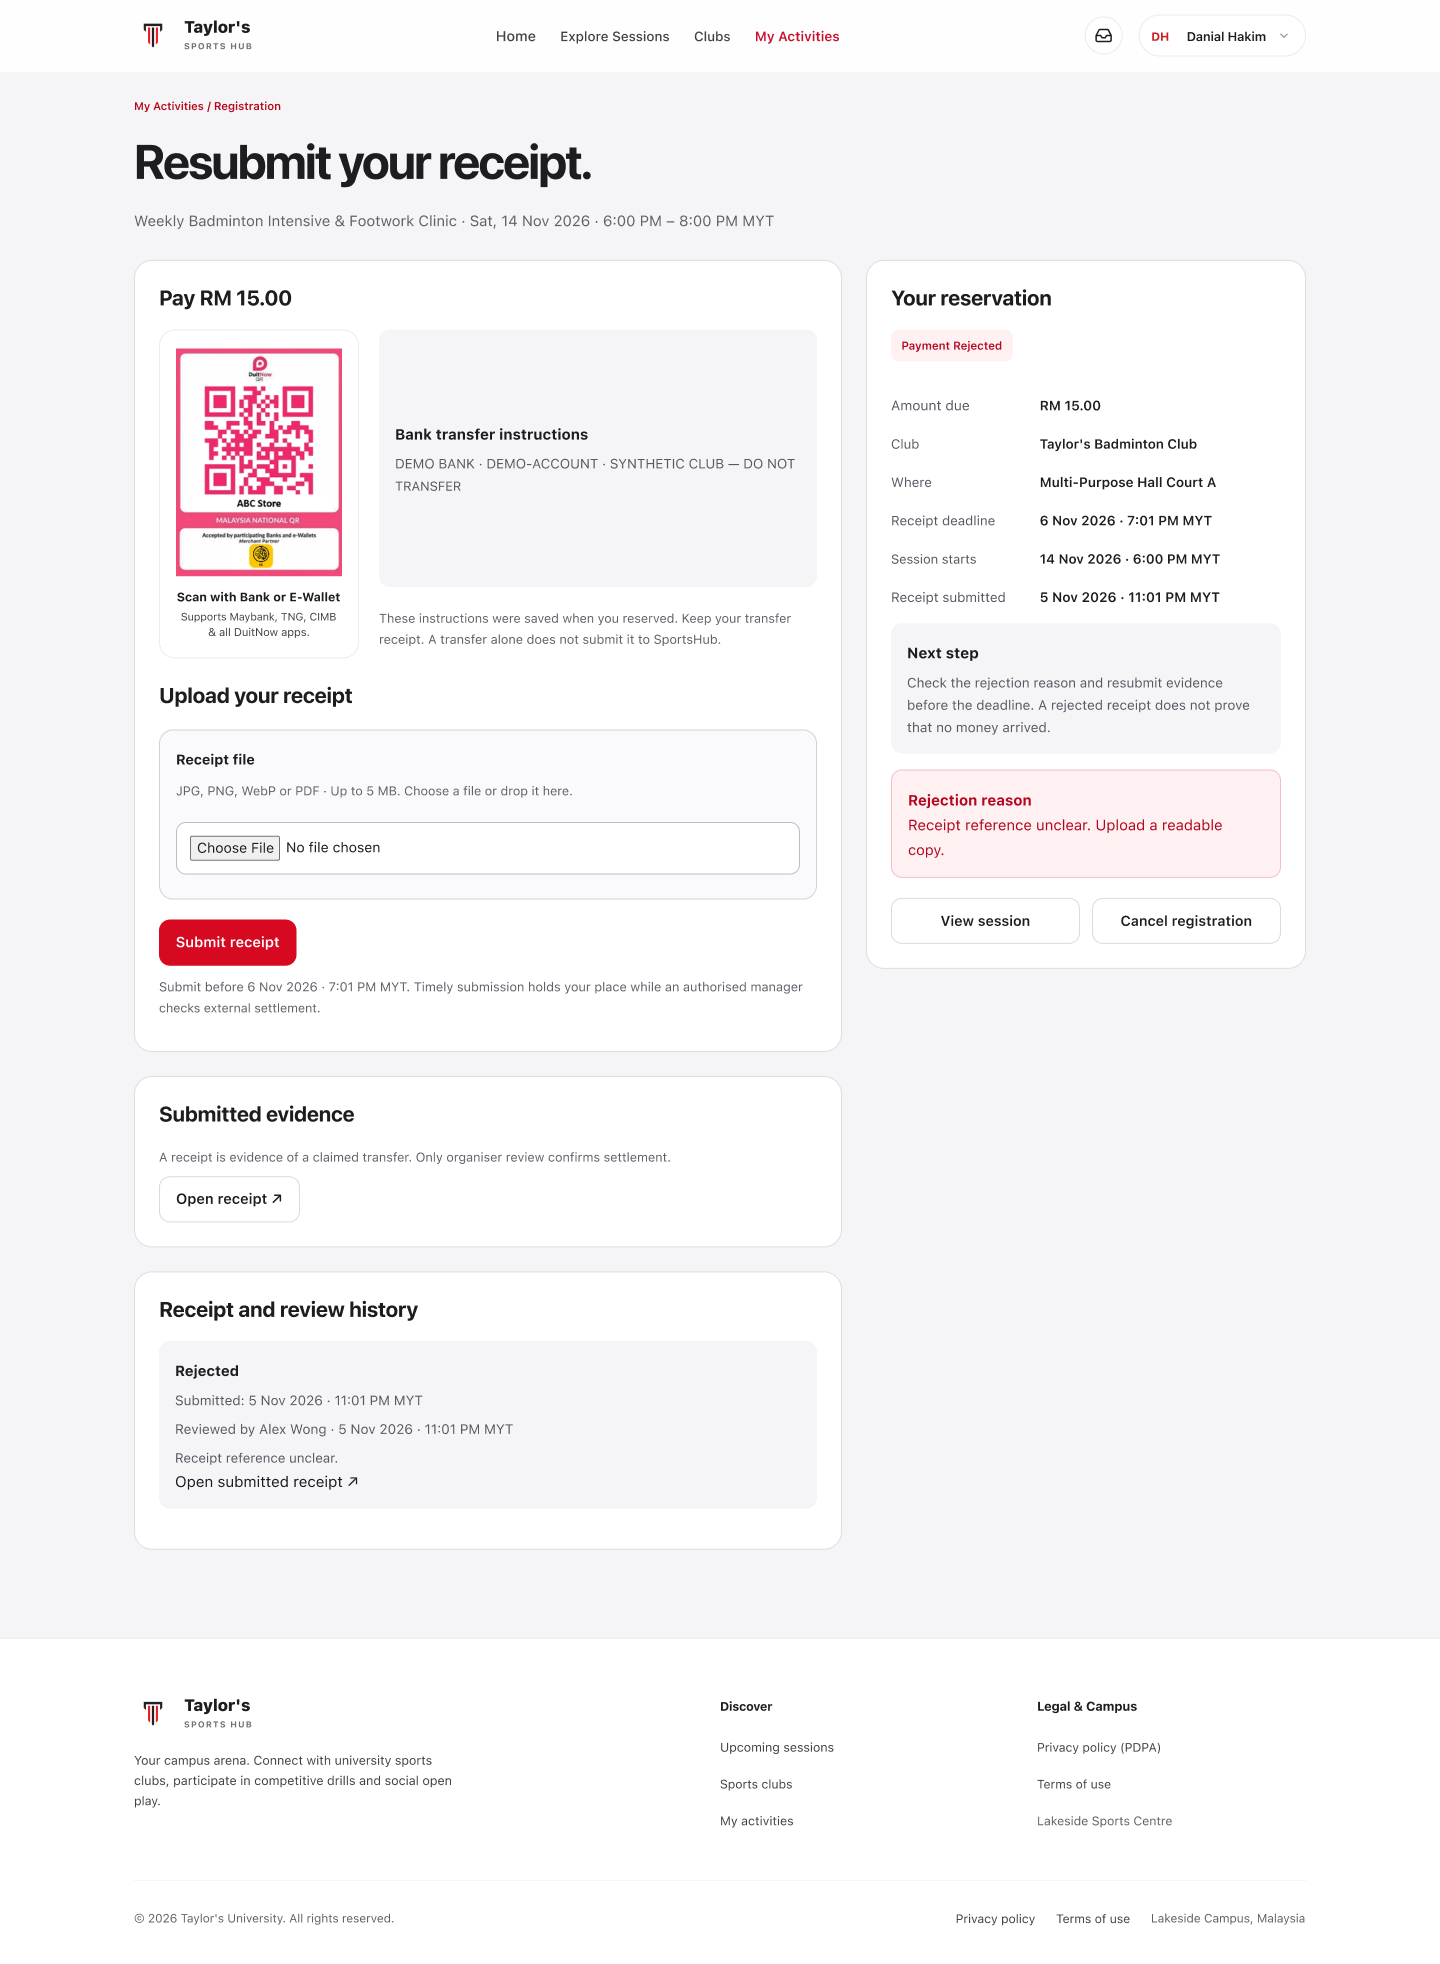 Taylor's
SPORTS HUB
Home
Explore Sessions
Clubs
My Activities
DH
Danial Hakim
My Activities / Registration
Resubmit your receipt.
Weekly Badminton Intensive & Footwork Clinic · Sat, 14 Nov 2026 · 6:00 PM – 8:00 PM MYT
Pay RM 15.00
DuitNow
QR
ABC Store
MALAYSIA NATIONAL QR
Accepted by participating Banks and e-Wallets
Merchant Partner
Scan with Bank or E-Wallet
Supports Maybank, TNG, CIMB
& all DuitNow apps.
Bank transfer instructions
DEMO BANK · DEMO-ACCOUNT · SYNTHETIC CLUB — DO NOT
TRANSFER
These instructions were saved when you reserved. Keep your transfer
receipt. A transfer alone does not submit it to SportsHub.
Upload your receipt
Receipt file
JPG, PNG, WebP or PDF · Up to 5 MB. Choose a file or drop it here.
Choose File No file chosen
Submit receipt
Submit before 6 Nov 2026 · 7:01 PM MYT. Timely submission holds your place while an authorised manager
checks external settlement.
Your reservation
Payment Rejected
Amount due RM 15.00
Club Taylor's Badminton Club
Where Multi-Purpose Hall Court A
Receipt deadline 6 Nov 2026 · 7:01 PM MYT
Session starts 14 Nov 2026 · 6:00 PM MYT
Receipt submitted 5 Nov 2026 · 11:01 PM MYT
Next step
Check the rejection reason and resubmit evidence
before the deadline. A rejected receipt does not prove
that no money arrived.
Rejection reason
Receipt reference unclear. Upload a readable
copy.
View session
Cancel registration
Submitted evidence
A receipt is evidence of a claimed transfer. Only organiser review confirms settlement.
Open receipt ↗
Receipt and review history
Rejected
Submitted: 5 Nov 2026 · 11:01 PM MYT
Reviewed by Alex Wong · 5 Nov 2026 · 11:01 PM MYT
Receipt reference unclear.
Open submitted receipt ↗
Taylor's
SPORTS HUB
Your campus arena. Connect with university sports
clubs, participate in competitive drills and social open
play.
Discover
Upcoming sessions
Sports clubs
My activities
Legal & Campus
Privacy policy (PDPA)
Terms of use
Lakeside Sports Centre
© 2026 Taylor's University. All rights reserved.
Privacy policy
Terms of use
Lakeside Campus, Malaysia